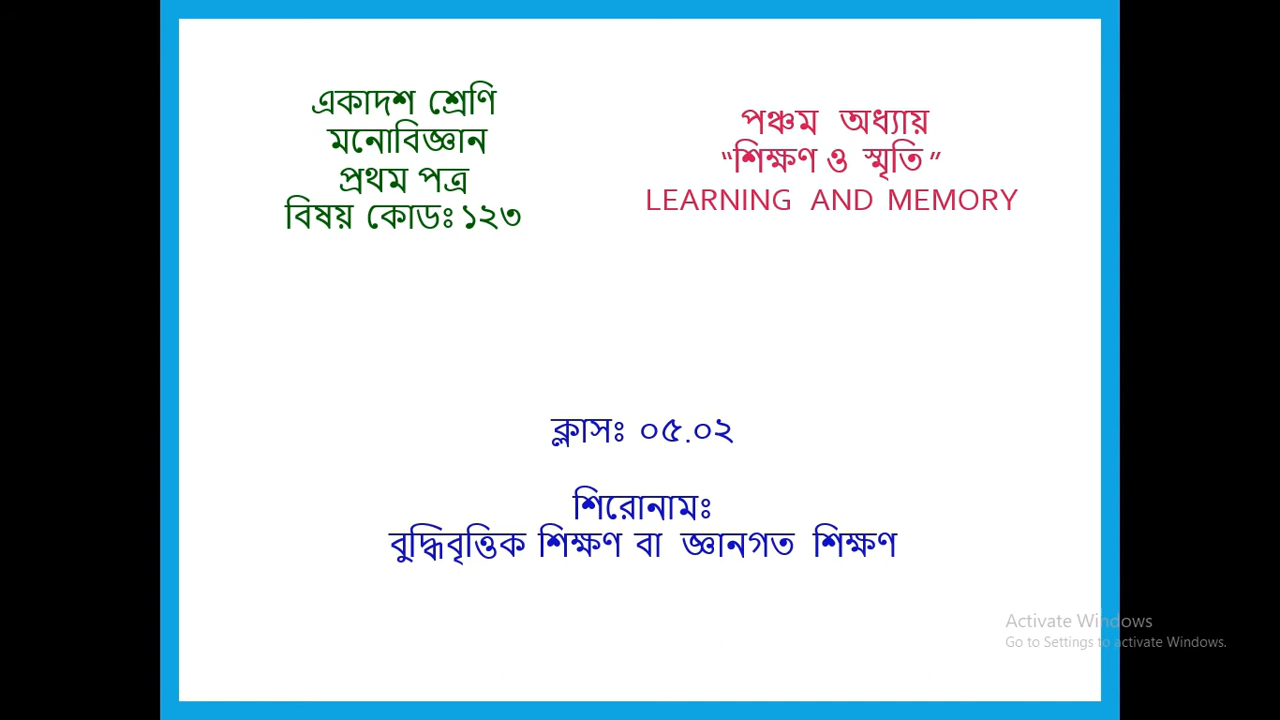 একাদশ শ্রেণি
মনোবিজ্ঞান
প্রথম পত্র
বিষয় কোডঃ ১২৩
পঞ্চম অধ্যায়
“শিক্ষণ ও স্মৃতি”
LEARNING AND MEMORY
ক্লাসঃ ০৫.০২
শিরোনামঃ
বুদ্ধিবৃত্তিক শিক্ষণ বা জ্ঞানগত শিক্ষণ
Activate Windows
Go to Settings to activate Windows.